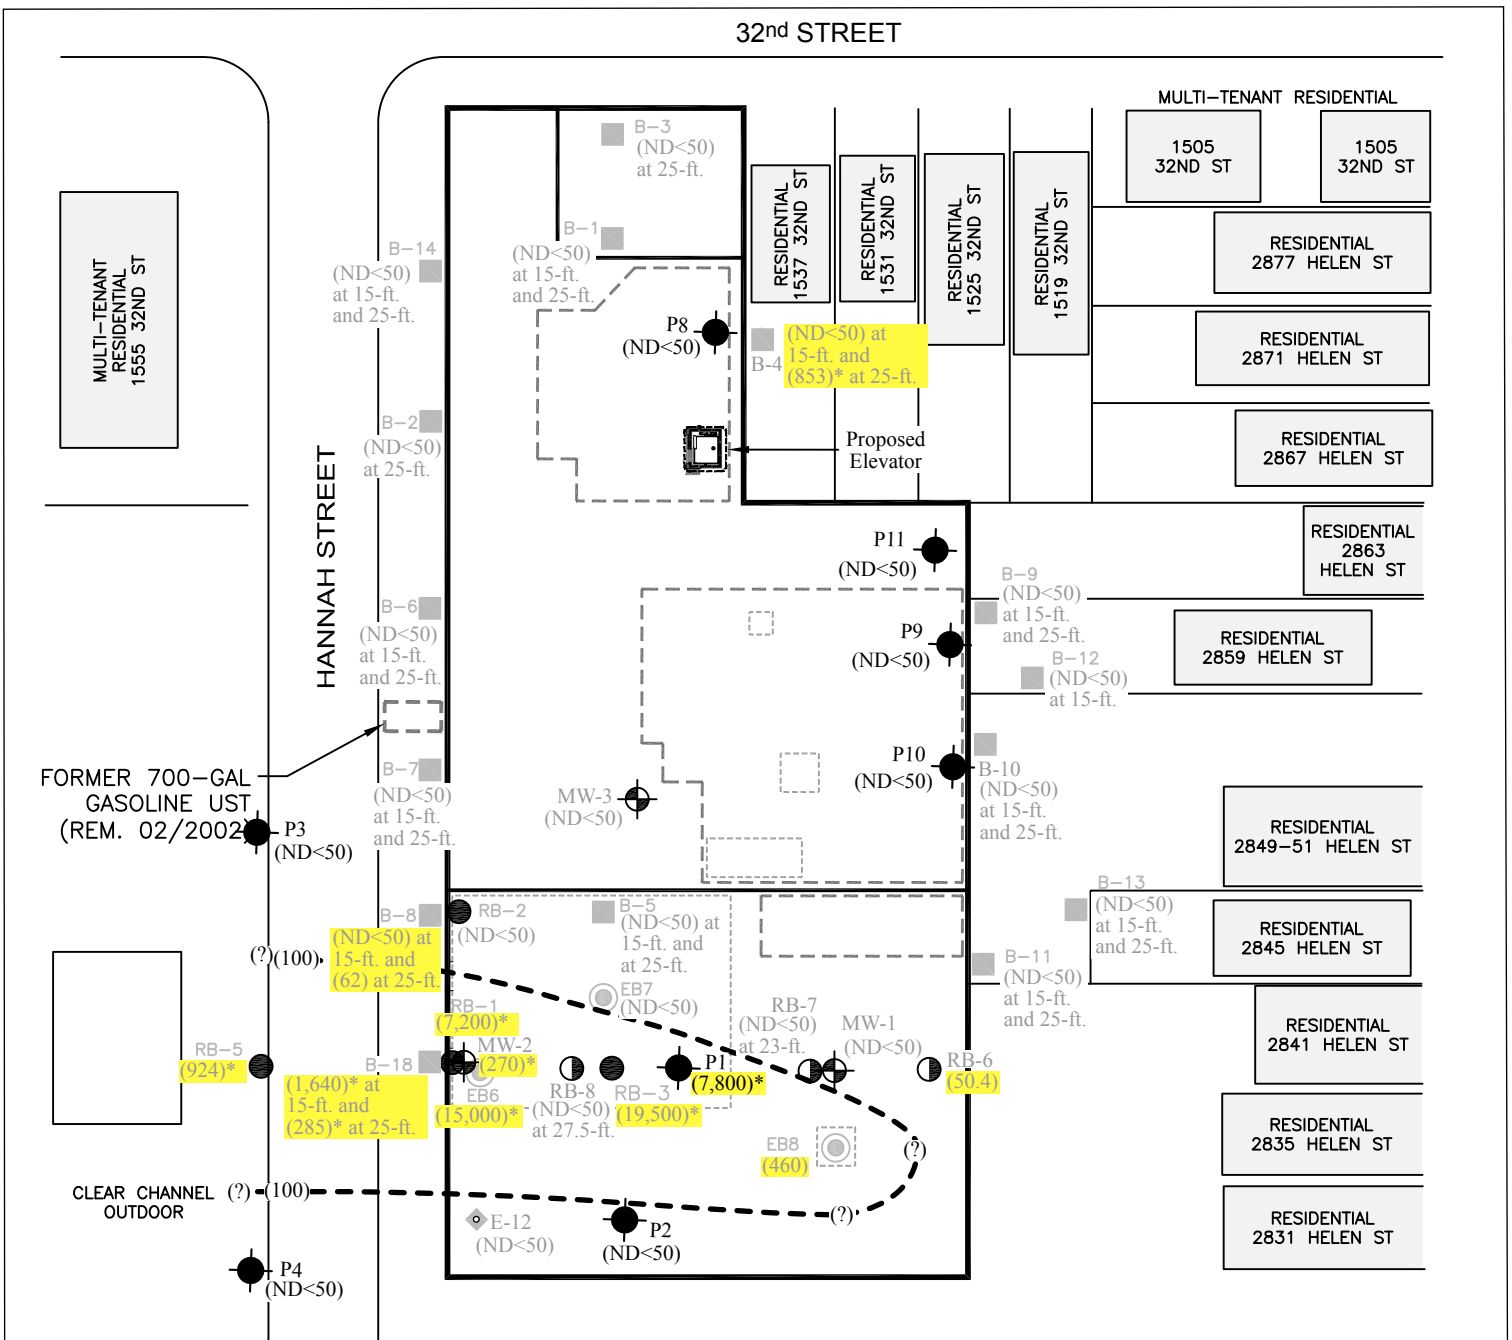 32nd STREET
MULTI-TENANT RESIDENTIAL
1505
32ND ST
1505
32ND ST
B-3
(ND<50)
at 25-ft.
RESIDENTIAL
1537 32ND ST
RESIDENTIAL
1531 32ND ST
RESIDENTIAL
1525 32ND ST
RESIDENTIAL
1519 32ND ST
MULTI-TENANT
RESIDENTIAL
1555 32ND ST
B-14
(ND<50)
at 15-ft.
and 25-ft.
B-1
(ND<50)
at 15-ft.
and 25-ft.
RESIDENTIAL
2877 HELEN ST
P8
(ND<50)
B-4
(ND<50) at
15-ft. and
(853)* at 25-ft.
RESIDENTIAL
2871 HELEN ST
B-2
(ND<50)
at 25-ft.
Proposed
Elevator
RESIDENTIAL
2867 HELEN ST
HANNAH STREET
P11
(ND<50)
RESIDENTIAL
2863
HELEN ST
B-6
(ND<50)
at 15-ft.
and 25-ft.
B-9
(ND<50)
at 15-ft.
and 25-ft.
P9
(ND<50)
B-12
(ND<50)
at 15-ft.
RESIDENTIAL
2859 HELEN ST
FORMER 700-GAL
GASOLINE UST
(REM. 02/2002)
B-7
(ND<50)
at 15-ft.
and 25-ft.
P10
(ND<50)
B-10
(ND<50)
at 15-ft.
and 25-ft.
MW-3
(ND<50)
P3
(ND<50)
RESIDENTIAL
2849-51 HELEN ST
B-8
(ND<50) at
15-ft. and
(62) at 25-ft.
RB-2
(ND<50)
B-5
(ND<50) at
15-ft. and
at 25-ft.
B-13
(ND<50)
at 15-ft.
and 25-ft.
RESIDENTIAL
2845 HELEN ST
(?)
(100)
B-11
(ND<50)
at 15-ft.
and 25-ft.
EB7
(ND<50)
RB-1
(7,200)*
RB-7
(ND<50)
at 23-ft.
MW-1
(ND<50)
RESIDENTIAL
2841 HELEN ST
RB-5
(924)*
B-18
(1,640)* at
15-ft. and
(285)* at 25-ft.
MW-2
(270)*
EB6
(15,000)*
RB-8
(ND<50)
at 27.5-ft.
RB-3
(19,500)*
P1
(7,800)*
RB-6
(50.4)
RESIDENTIAL
2835 HELEN ST
EB8
(460)
(?)
CLEAR CHANNEL
OUTDOOR
(?)
(100)
(?)
E-12
(ND<50)
P2
(ND<50)
RESIDENTIAL
2831 HELEN ST
P4
(ND<50)